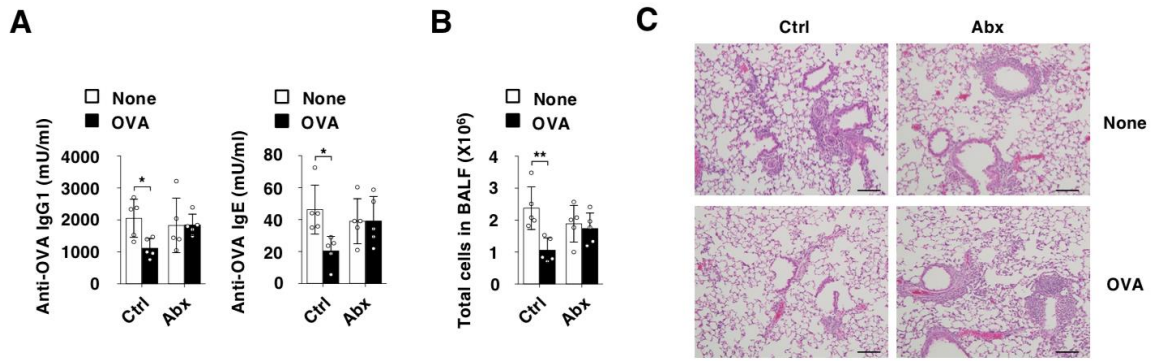 A
None
OVA
Anti-OVA IgG1 (mU/ml)
4000
3000
2000
1000
0
*
Ctrl
Abx
None
OVA
Anti-OVA IgE (mU/ml)
80
60
40
20
0
*
Ctrl
Abx
B
None
OVA
Total cells in BALF (X10⁶)
4
3
2
1
0
**
Ctrl
Abx
C
Ctrl
Abx
None
OVA